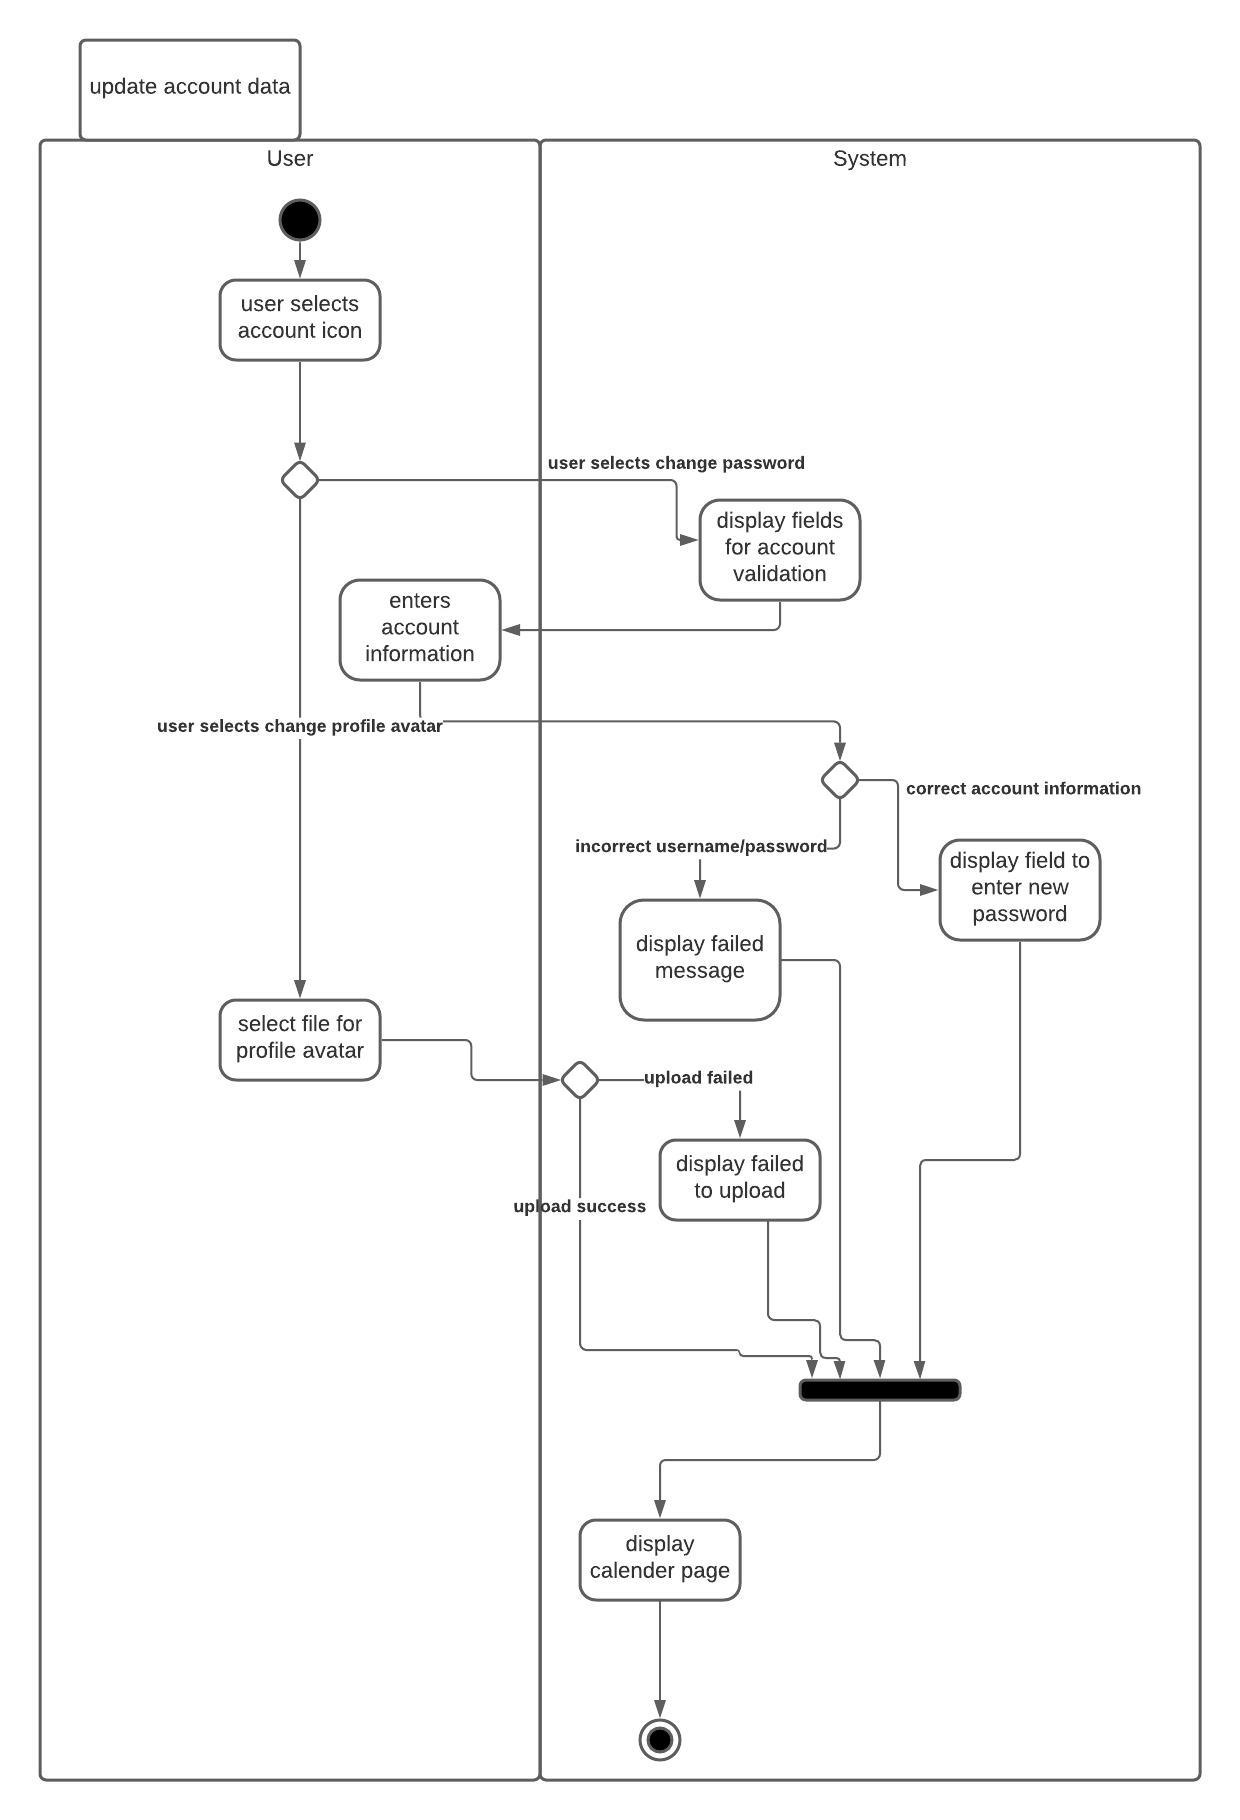 update account data
User
System
user selects
account icon
user selects change password
display fields
for account
validation
enters
account
information
user selects change profile avatar
correct account information
incorrect username/password
display field to
enter new
password
display failed
message
select file for
profile avatar
upload failed
display failed
to upload
upload success
display
calender page